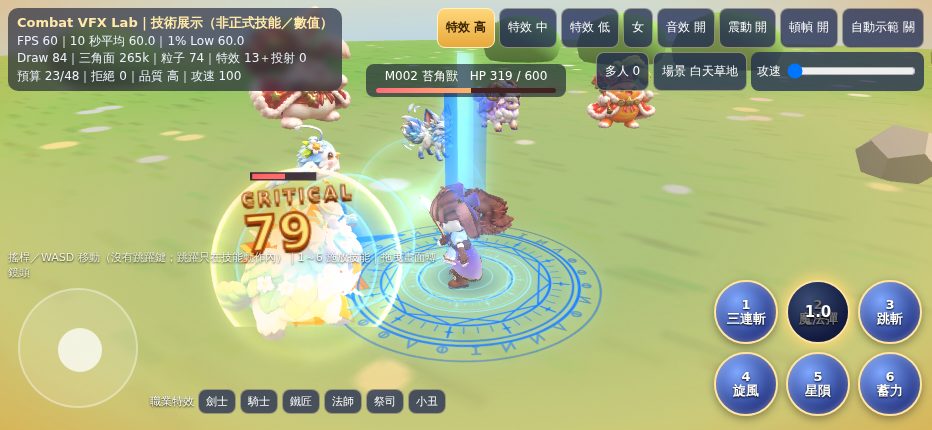 Combat VFX Lab | 技術展示（非正式技能／數值）
FPS 60 | 10 秒平均 60.0 | 1% Low 60.0
Draw 84 | 三角面 265k | 粒子 74 | 特效 13＋投射 0
預算 23/48 | 拒絕 0 | 品質 高 | 攻速 100
特效 高
特效 中
特效 低
女
音效 開
震動 開
頓幀 開
自動示範 關
多人 0
場景 白天草地
攻速
M002 苔角獸 HP 319 / 600
CRITICAL
79
搖桿／WASD 移動（沒有跳躍鍵；跳躍只在技能動作內） | 1～6 施放技能 | 拖曳畫面轉
鏡頭
1
三連斬
2
魔法彈
1.0
3
跳斬
4
旋風
5
星隕
6
蓄力
職業特效
劍士
騎士
鐵匠
法師
祭司
小丑